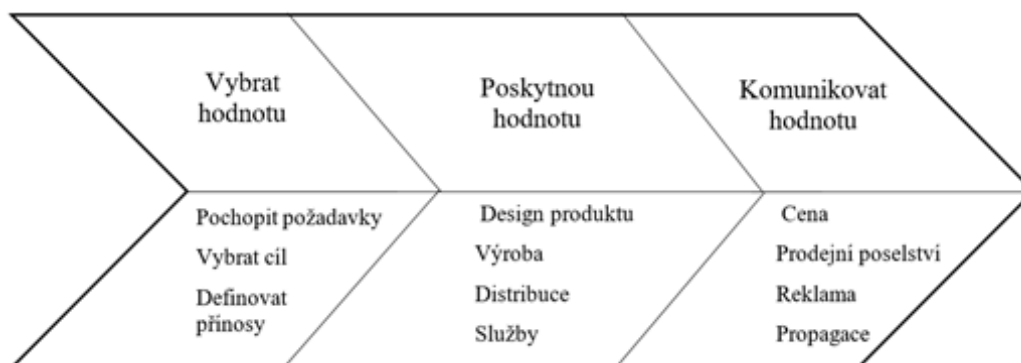 Vybrat
hodnotu
Poskytnou
hodnotu
Komunikovat
hodnotu
Pochopit požadavky
Vybrat cíl
Definovat
přínosy
Design produktu
Výroba
Distribuce
Služby
Cena
Prodejní poselství
Reklama
Propagace